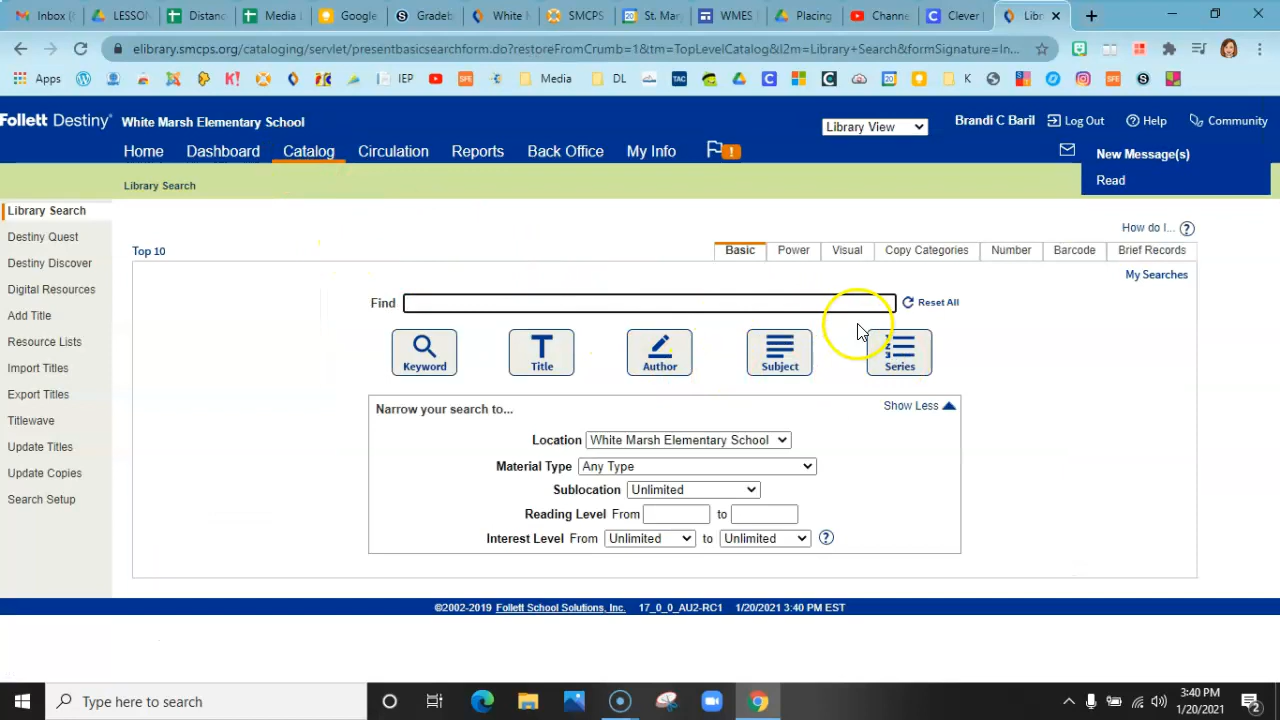 Inbox (
LESSON
Distanc
Media L
Google
Gradeb
White M
SMCPS
St. Mary
WMES
Placing
Channe
Clever |
Libr
elibrary.smcps.org/cataloging/servlet/presentbasicsearchform.do?restoreFromCrumb=1&tm=TopLevelCatalog&l2m=Library+Search&formSignature=In...
Apps
IEP
Media
DL
K
Follett Destiny
White Marsh Elementary School
Library View
Brandi C Baril
Log Out
Help
Community
Home
Dashboard
Catalog
Circulation
Reports
Back Office
My Info
New Message(s)
Read
Library Search
Library Search
Destiny Quest
Destiny Discover
Digital Resources
Add Title
Resource Lists
Import Titles
Export Titles
Titlewave
Update Titles
Update Copies
Search Setup
How do I...
Top 10
Basic
Power
Visual
Copy Categories
Number
Barcode
Brief Records
My Searches
Find
Reset All
Keyword
Title
Author
Subject
Series
Narrow your search to...
Show Less
Location White Marsh Elementary School
Material Type Any Type
Sublocation Unlimited
Reading Level From to
Interest Level From Unlimited to Unlimited
©2002-2019 Follett School Solutions, Inc. 17_0_0_AU2-RC1 1/20/2021 3:40 PM EST
Type here to search
3:40 PM
1/20/2021
2